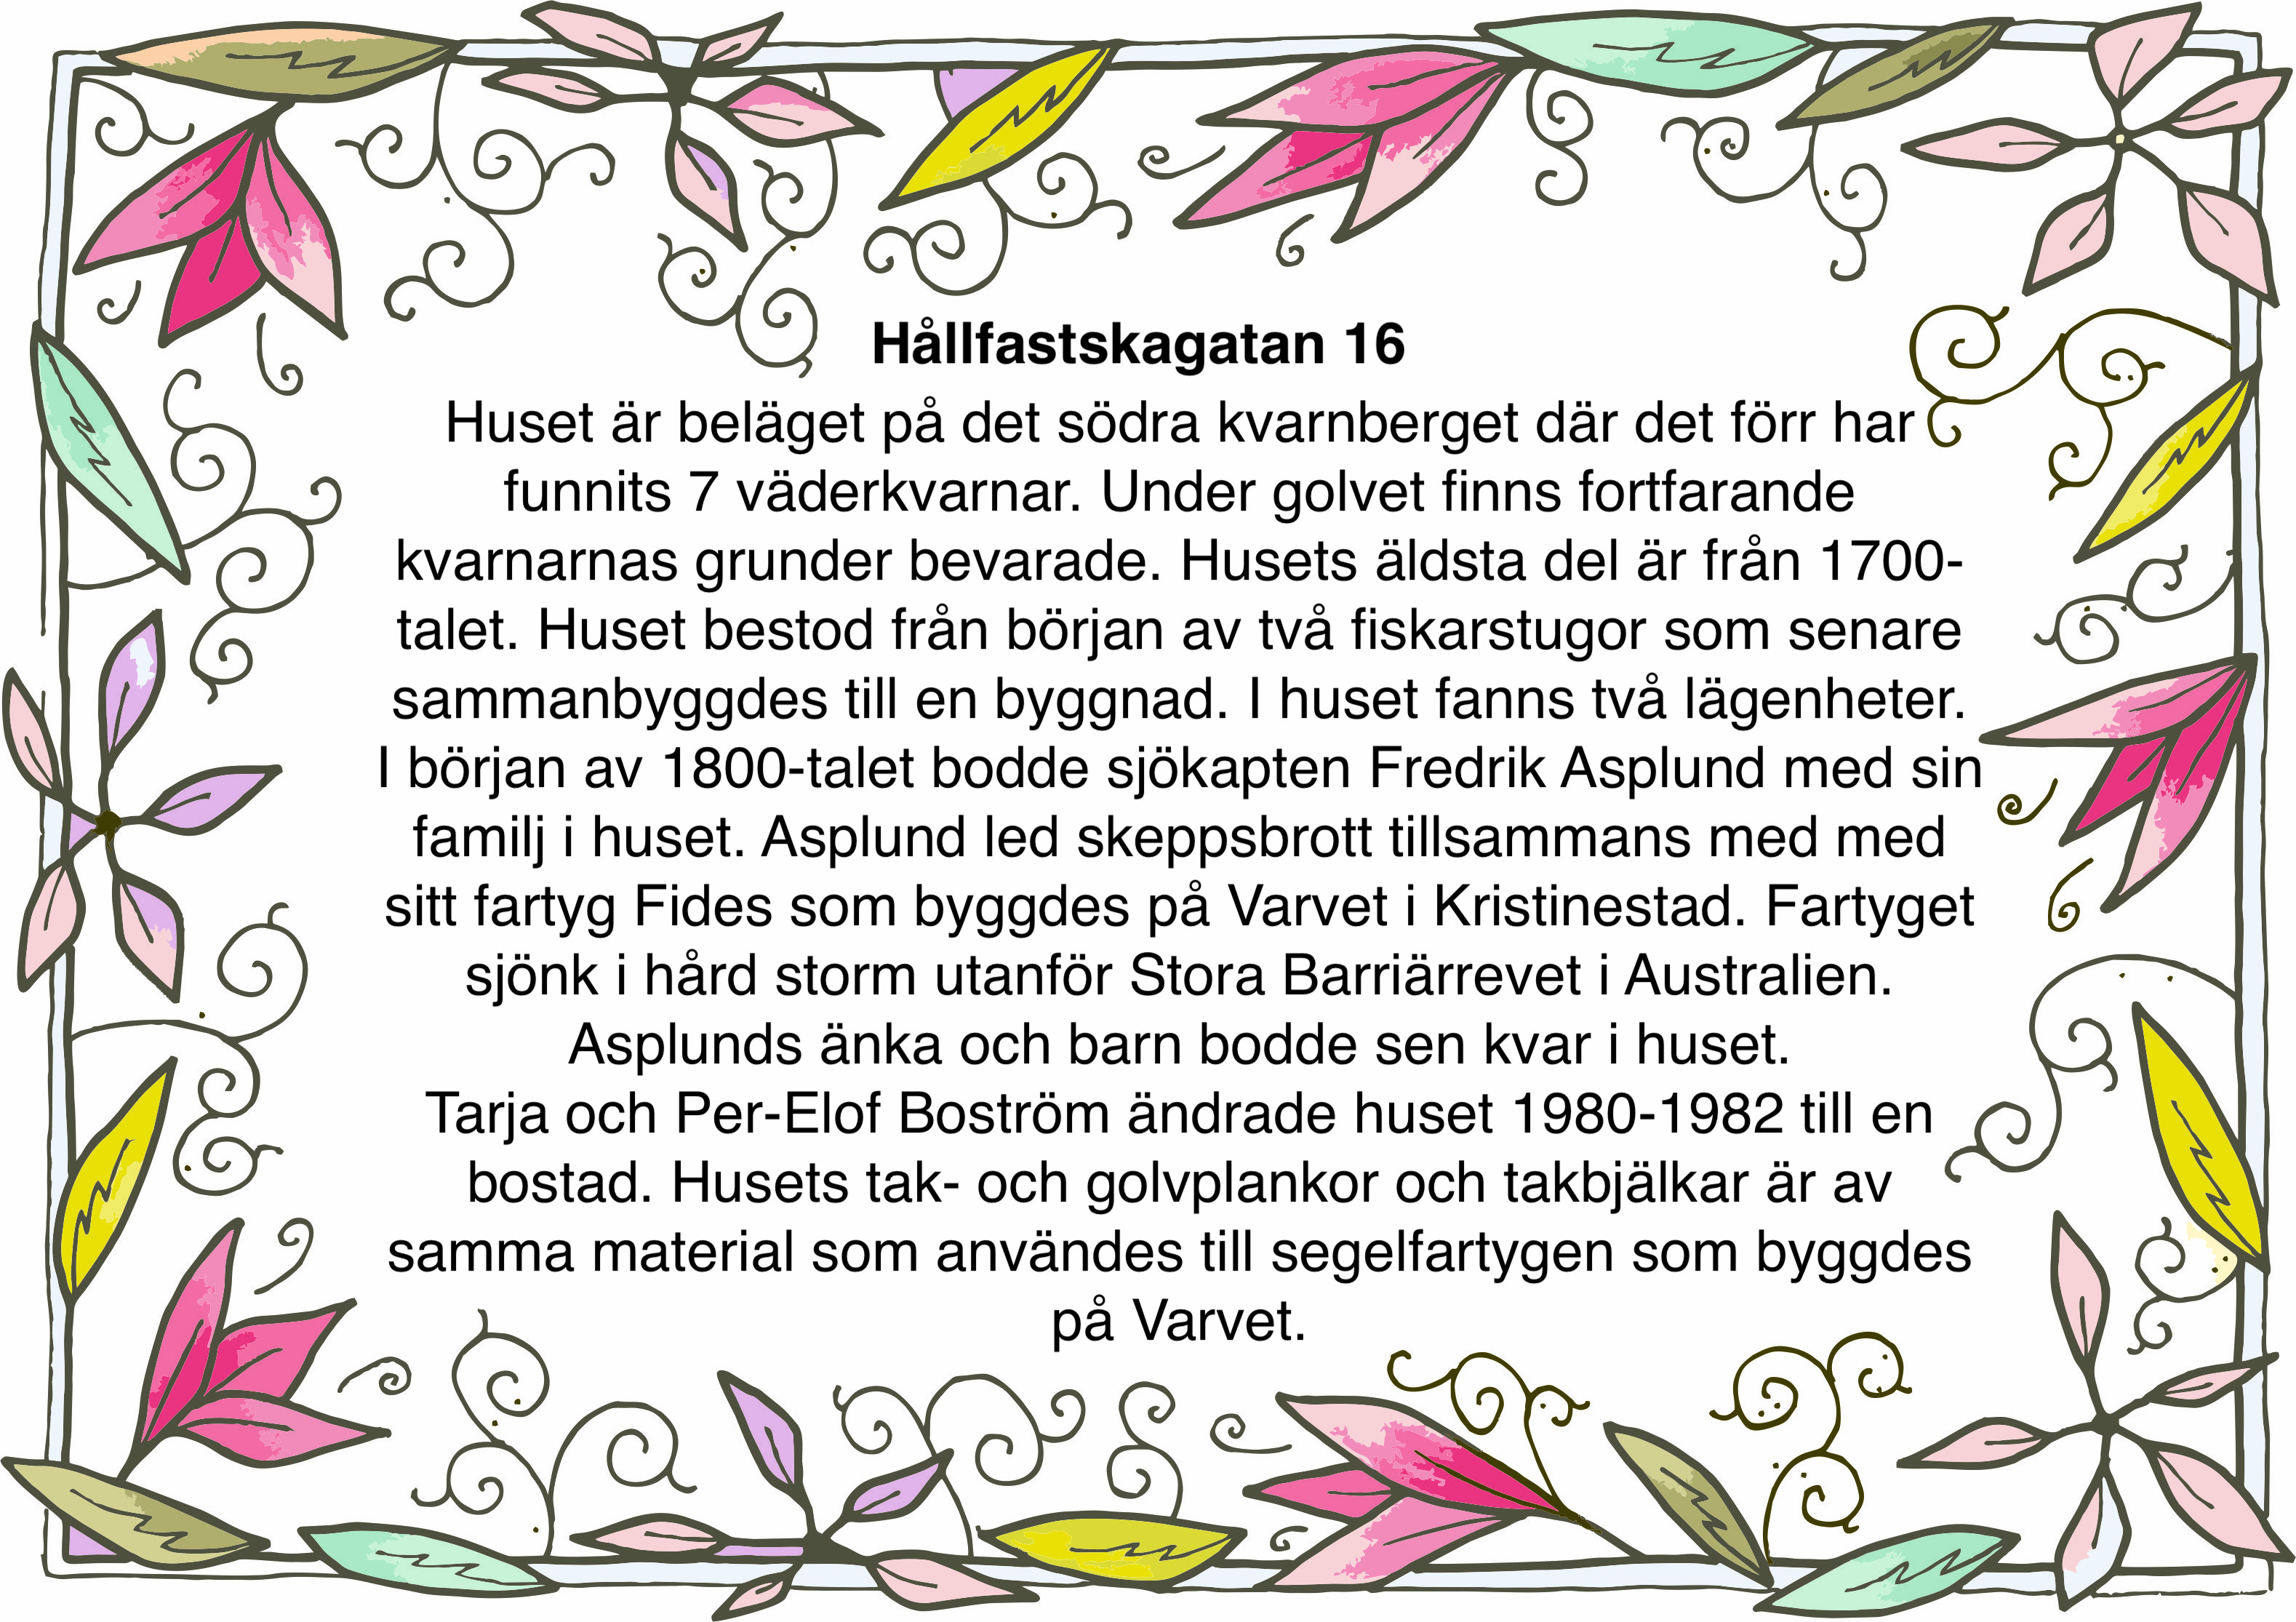 Hållfastskagatan 16
Huset är beläget på det södra kvarnberget där det förr har
funnits 7 väderkvarnar. Under golvet finns fortfarande
kvarnarnas grunder bevarade. Husets äldsta del är från 1700-
talet. Huset bestod från början av två fiskarstugor som senare
sammanbyggdes till en byggnad. I huset fanns två lägenheter.
I början av 1800-talet bodde sjökapten Fredrik Asplund med sin
familj i huset. Asplund led skeppsbrott tillsammans med med
sitt fartyg Fides som byggdes på Varvet i Kristinestad. Fartyget
sjönk i hård storm utanför Stora Barriärrevet i Australien.
Asplunds änka och barn bodde sen kvar i huset.
Tarja och Per-Elof Boström ändrade huset 1980-1982 till en
bostad. Husets tak- och golvplankor och takbjälkar är av
samma material som användes till segelfartygen som byggdes
på Varvet.